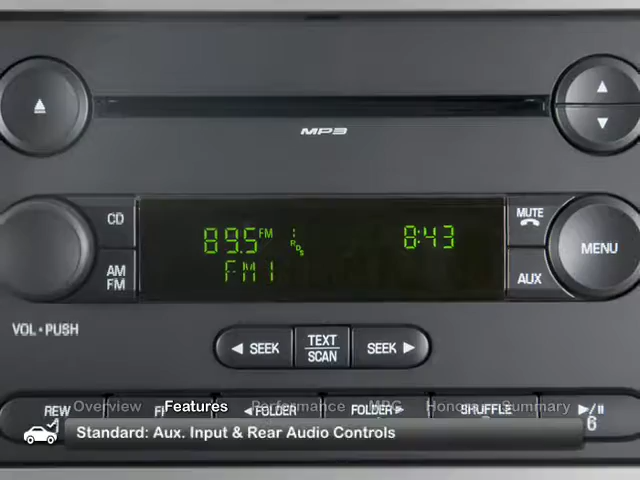 MP3
CD
MUTE
89.5 FM
RDS
8:43
MENU
AM
FM
FM1
AUX
VOL • PUSH
SEEK
TEXT
SCAN
SEEK
REW
FOLDER
FOLDER
SHUFFLE
6
Overview Features Performance MPG Honors Summary
Standard: Aux. Input & Rear Audio Controls